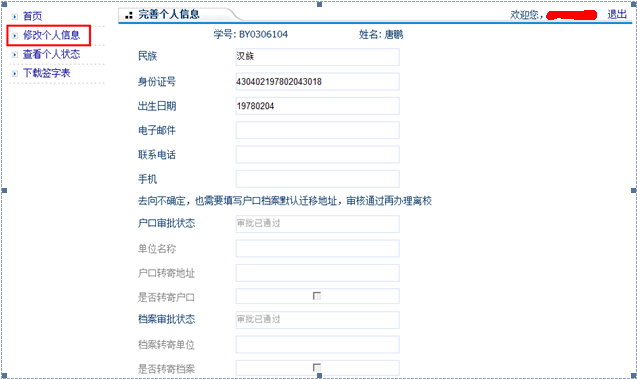 首页
修改个人信息
查看个人状态
下载签字表
完善个人信息
欢迎您，
退出
学号: BY0306104 姓名: 唐鹏
民族 汉族
身份证号 430402197802043018
出生日期 19780204
电子邮件
联系电话
手机
去向不确定，也需要填写户口档案默认迁移地址，审核通过再办理离校
户口审批状态 审批已通过
单位名称
户口转寄地址
是否转寄户口
档案审批状态 审批已通过
档案转寄单位
是否转寄档案